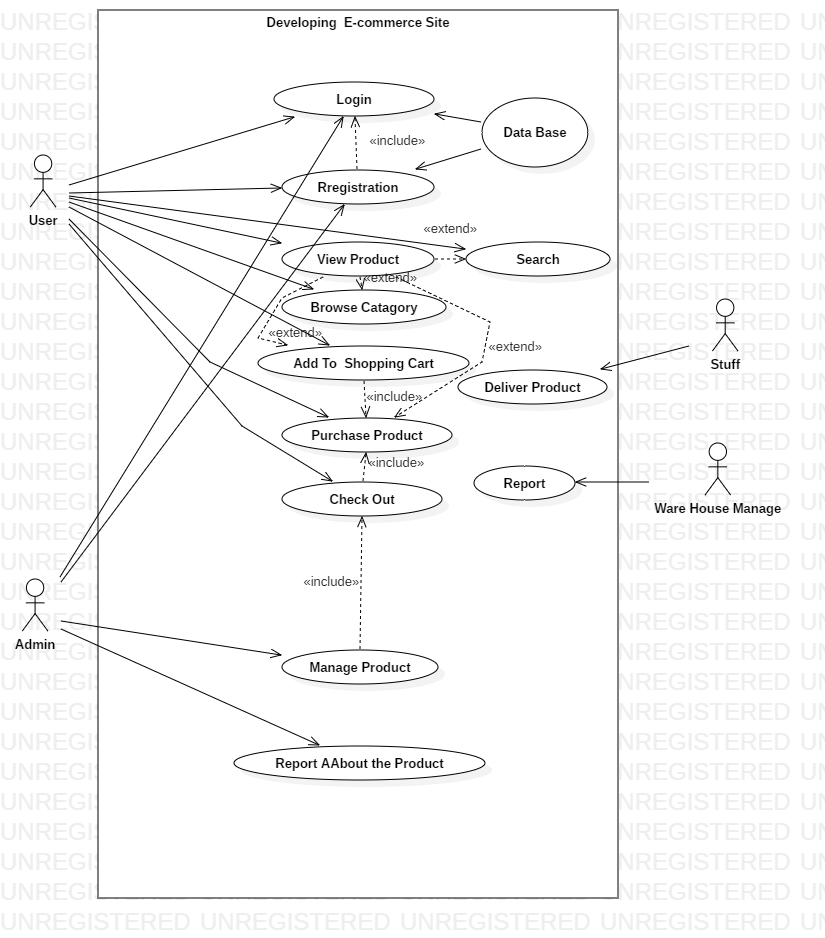 Developing  E-commerce Site
Login
Data Base
«include»
Rregistration
User
«extend»
View Product
Search
«extend»
Browse Catagory
«extend»
«extend»
Add To  Shopping Cart
Stuff
Deliver Product
«include»
Purchase Product
«include»
Report
Check Out
Ware House Manage
«include»
Admin
Manage Product
Report AAbout the Product
UNREGISTERED UNREGISTERED UNREGISTERED UNREGISTERED